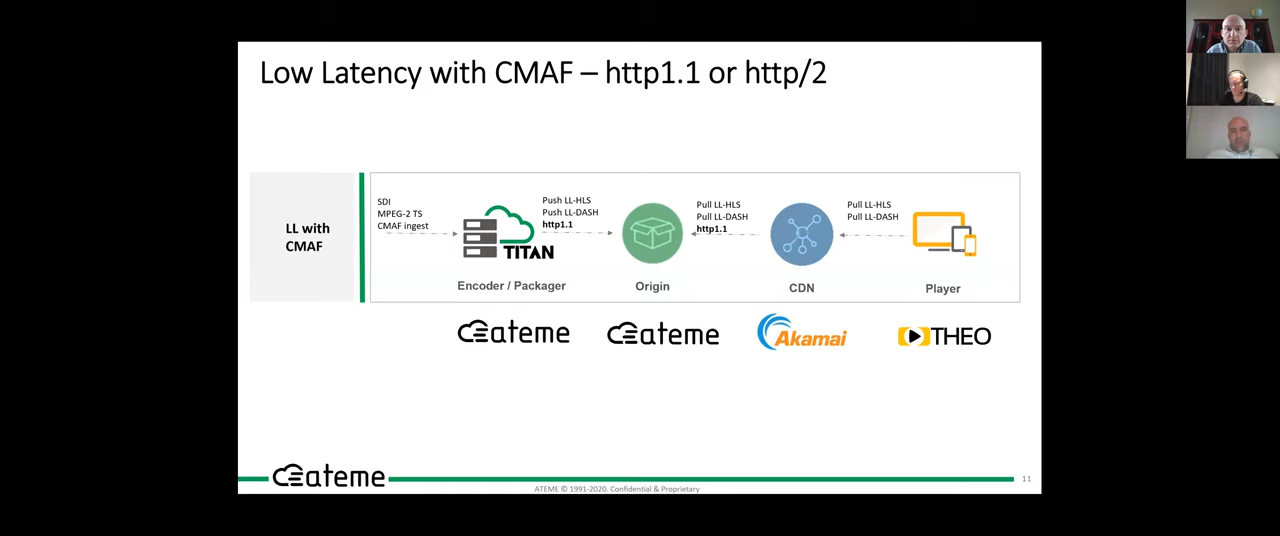 Low Latency with CMAF – http1.1 or http/2
LL with
CMAF
SDI
MPEG-2 TS
CMAF ingest
TITAN
Encoder / Packager
Push LL-HLS
Push LL-DASH
http1.1
Origin
Pull LL-HLS
Pull LL-DASH
http1.1
CDN
Pull LL-HLS
Pull LL-DASH
Player
ateme
ateme
Akamai
THEO
ateme
ATEME © 1991-2020. Confidential & Proprietary
11